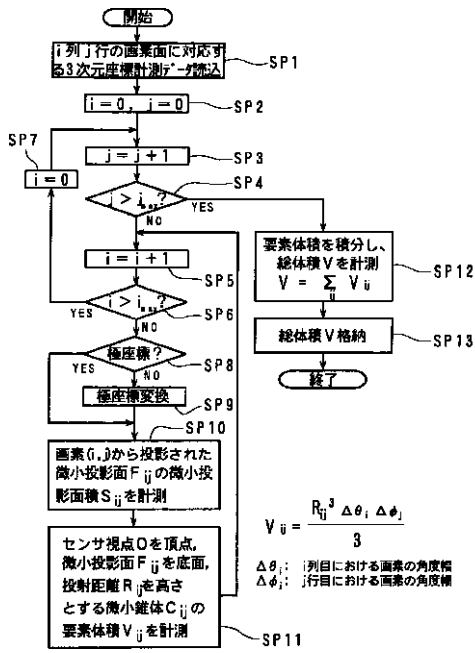 開始
i列j行の画素面に対応す
る3次元座標計測データ読込
SP1
i=0, j=0
SP2
SP7
i=0
j=j+1
SP3
SP4
j>jmax?
YES
NO
i=i+1
SP5
i>imax?
YES
SP6
NO
極座標?
YES
SP8
NO
極座標変換
SP9
SP10
画素(i,j)から投影された
微小投影面Fijの微小投
影面積Sijを計測
センサ視点Oを頂点,
微小投影面Fijを底面,
投射距離Rijを高さ
とする微小錐体Cijの
要素体積Vijを計測
SP11
要素体積を積分し、
総体積Vを計測
V = Σij Vij
SP12
総体積V格納
SP13
終了
Vij = Rij³ Δθi Δφj / 3
Δθi: i列目における画素の角度幅
Δφj: j行目における画素の角度幅